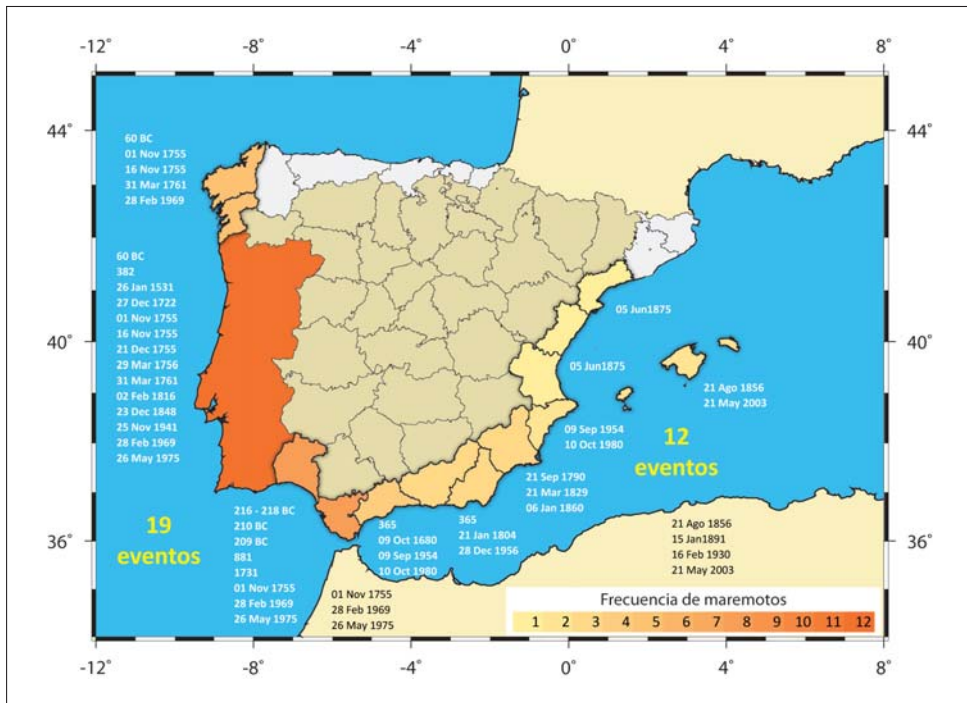 -12˚ -8˚ -4˚ 0˚ 4˚ 8˚
44˚
40˚
36˚
60 BC
01 Nov 1755
16 Nov 1755
31 Mar 1761
28 Feb 1969
60 BC
382
26 Jan 1531
27 Dec 1722
01 Nov 1755
16 Nov 1755
21 Dec 1755
29 Mar 1756
31 Mar 1761
02 Feb 1816
23 Dec 1848
25 Nov 1941
28 Feb 1969
26 May 1975
19
eventos
216 - 218 BC
210 BC
209 BC
881
1731
01 Nov 1755
28 Feb 1969
26 May 1975
01 Nov 1755
28 Feb 1969
26 May 1975
365
09 Oct 1680
09 Sep 1954
10 Oct 1980
365
21 Jan 1804
28 Dec 1956
21 Sep 1790
21 Mar 1829
06 Jan 1860
09 Sep 1954
10 Oct 1980
05 Jun1875
05 Jun1875
21 Ago 1856
21 May 2003
12
eventos
21 Ago 1856
15 Jan1891
16 Feb 1930
21 May 2003
Frecuencia de maremotos
1 2 3 4 5 6 7 8 9 10 11 12
44˚
40˚
36˚
-12˚ -8˚ -4˚ 0˚ 4˚ 8˚